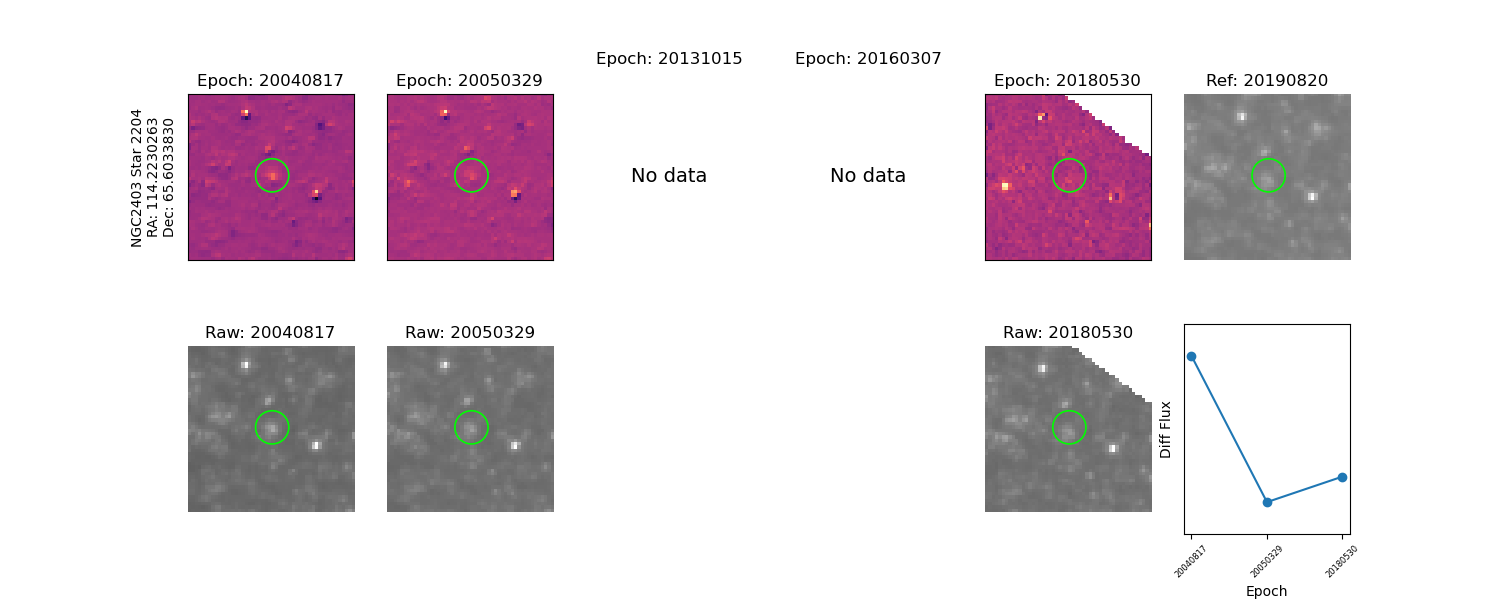 Epoch: 20040817
Epoch: 20050329
Epoch: 20131015
Epoch: 20160307
Epoch: 20180530
Ref: 20190820
NGC2403 Star 2204
RA: 114.2230263
Dec: 65.6033830
No data
No data
Raw: 20040817
Raw: 20050329
Raw: 20180530
Diff Flux
20040817
20050329
20180530
Epoch